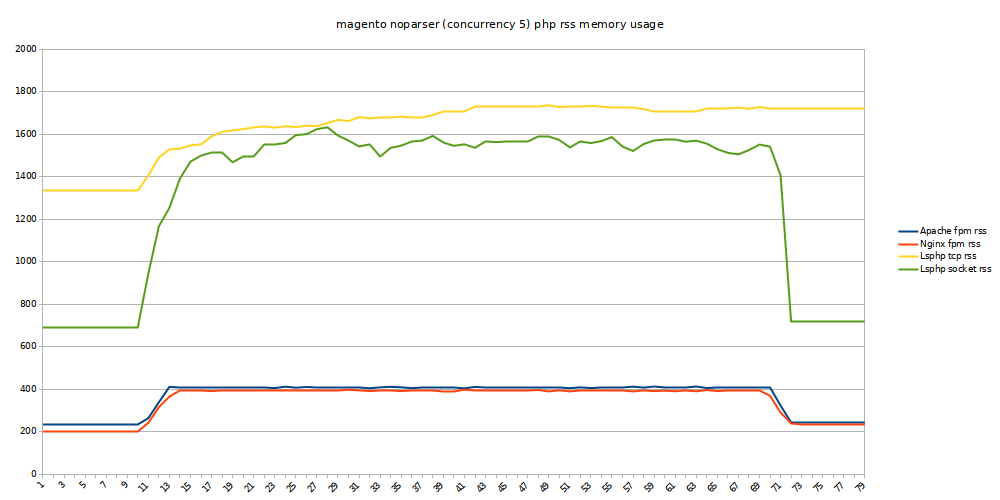 magento noparser (concurrency 5) php rss memory usage
2000
1800
1600
1400
1200
1000
800
600
400
200
0
1 3 5 7 9 11 13 15 17 19 21 23 25 27 29 31 33 35 37 39 41 43 45 47 49 51 53 55 57 59 61 63 65 67 69 71 73 75 77 79
Apache fpm rss
Nginx fpm rss
Lsphp tcp rss
Lsphp socket rss